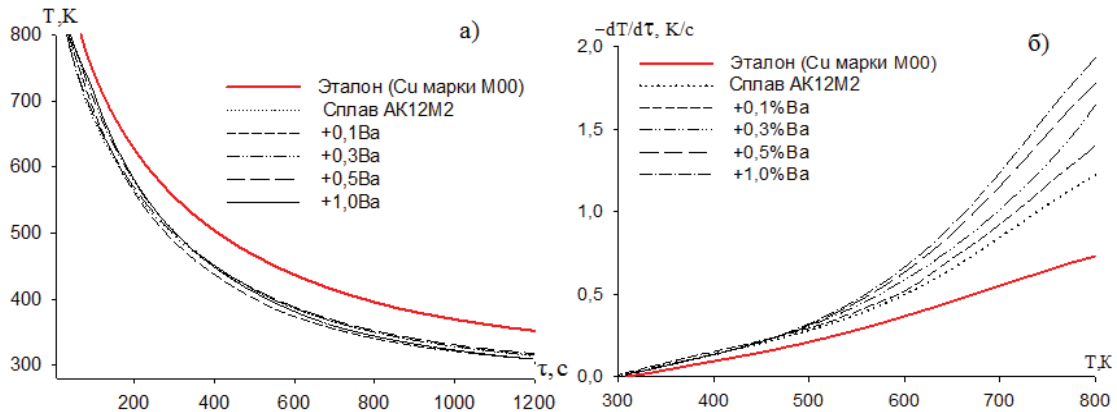 T,K
а)
800
700
600
500
400
300
200
400
600
800
1000
1200
τ, c
Эталон (Cu марки М00)
Сплав АК12М2
+0,1Ba
+0,3Ba
+0,5Ba
+1,0Ba
−dT/dτ, K/c
б)
2,0
1,5
1,0
0,5
0,0
300
400
500
600
700
800
T,K
Эталон (Cu марки М00)
Сплав АК12М2
+0,1%Ba
+0,3%Ba
+0,5%Ba
+1,0%Ba